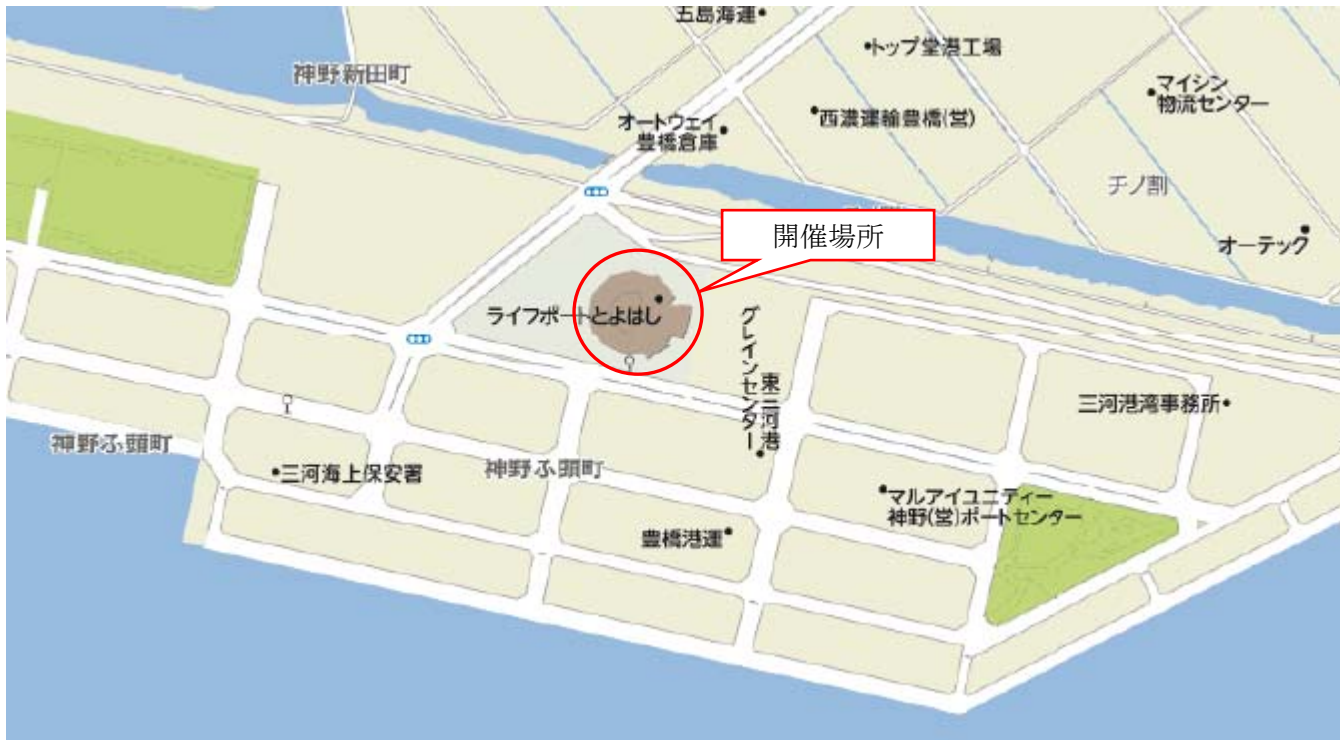 五島海運
トップ堂港工場
神野新田町
マイシン
物流センター
オートウェイ
豊橋倉庫
西濃運輸豊橋(営)
チノ割
開催場所
オーテック
ライフポートとよはし
グレインセンター
東三河港
三河港湾事務所
神野ふ頭町
三河海上保安署
神野ふ頭町
マルアイユニティー
神野(営)ポートセンター
豊橋港運